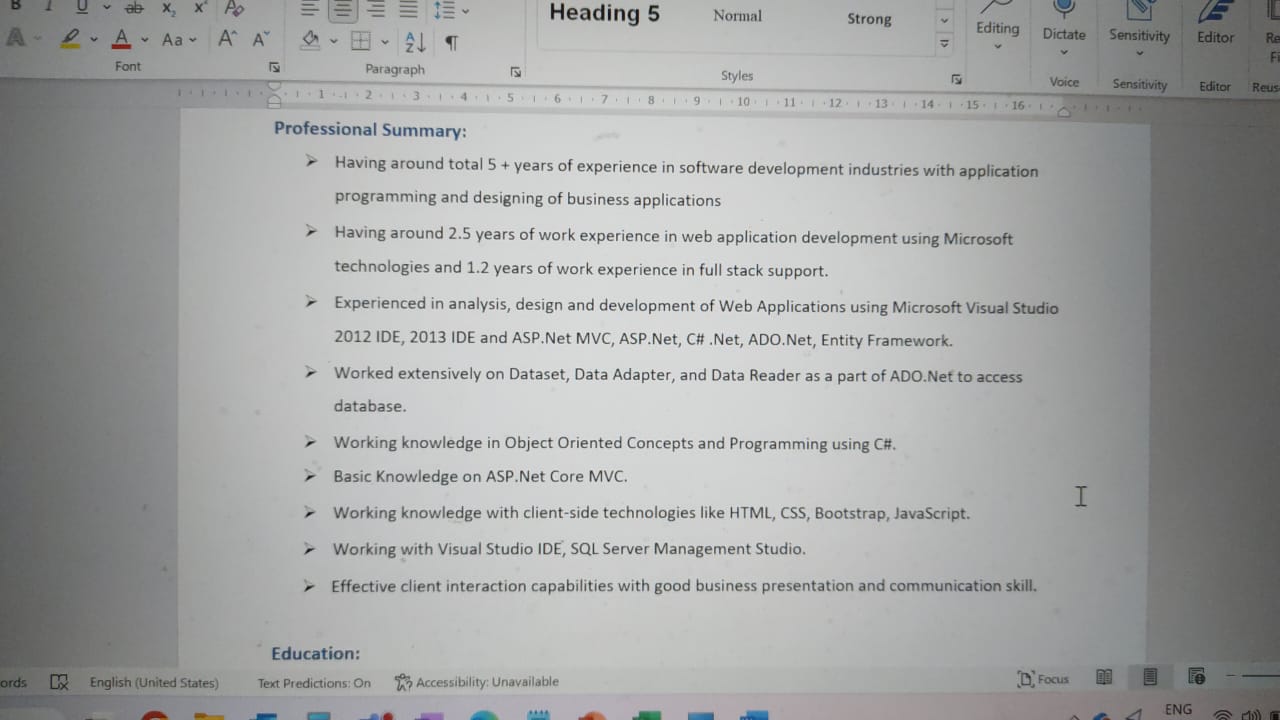 B I U ab x₂ x² A
A A Aa A^ Aˇ A Z ¶
Heading 5 Normal Strong
Editing Dictate Sensitivity Editor
Font Paragraph Styles Voice Sensitivity Editor Reus
1 2 3 4 5 6 7 8 9 10 11 12 13 14 15 16
Professional Summary:
➢ Having around total 5 + years of experience in software development industries with application
programming and designing of business applications
➢ Having around 2.5 years of work experience in web application development using Microsoft
technologies and 1.2 years of work experience in full stack support.
➢ Experienced in analysis, design and development of Web Applications using Microsoft Visual Studio
2012 IDE, 2013 IDE and ASP.Net MVC, ASP.Net, C# .Net, ADO.Net, Entity Framework.
➢ Worked extensively on Dataset, Data Adapter, and Data Reader as a part of ADO.Net to access
database.
➢ Working knowledge in Object Oriented Concepts and Programming using C#.
➢ Basic Knowledge on ASP.Net Core MVC.
➢ Working knowledge with client-side technologies like HTML, CSS, Bootstrap, JavaScript.
➢ Working with Visual Studio IDE, SQL Server Management Studio.
➢ Effective client interaction capabilities with good business presentation and communication skill.
Education:
ords English (United States) Text Predictions: On Accessibility: Unavailable Focus
ENG